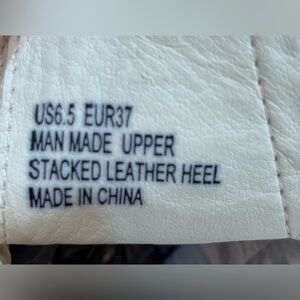 US6.5 EUR37
MAN MADE UPPER
STACKED LEATHER HEEL
MADE IN CHINA